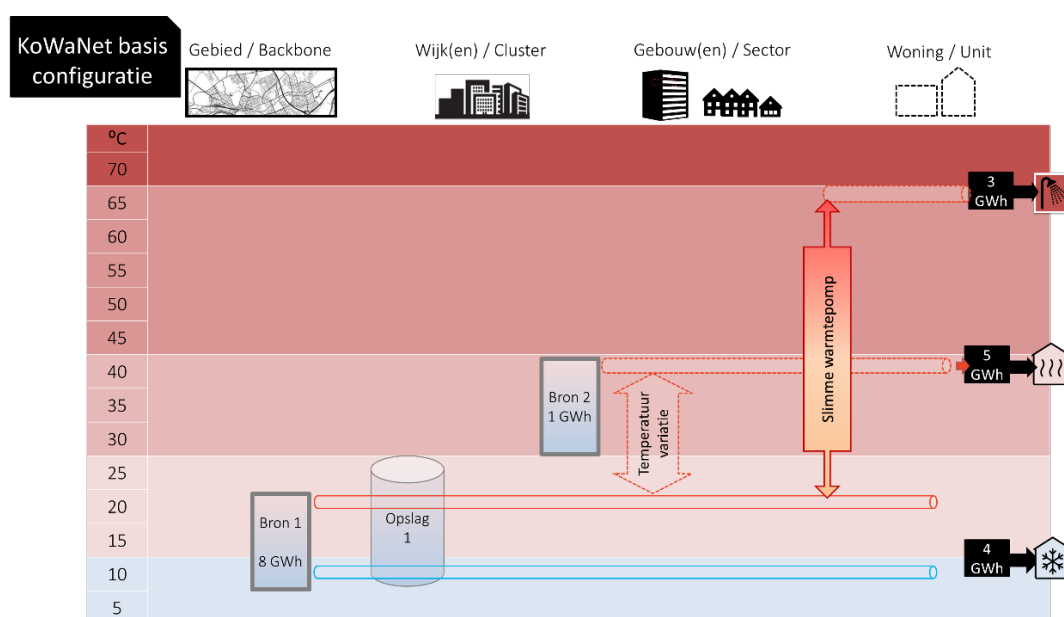 KoWaNet basis
configuratie
Gebied / Backbone
Wijk(en) / Cluster
Gebouw(en) / Sector
Woning / Unit
ºC
70
65
60
55
50
45
40
35
30
25
20
15
10
5
3
GWh
Slimme warmtepomp
5
GWh
Bron 2
1 GWh
Temperatuur
variatie
Bron 1
8 GWh
Opslag
1
4
GWh